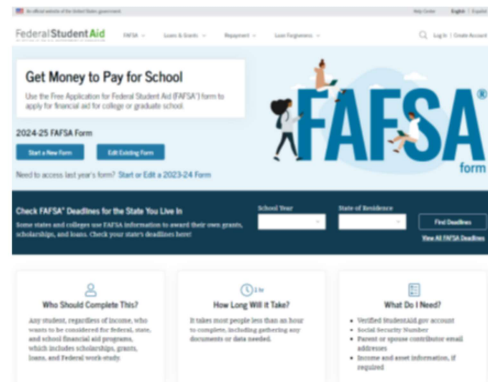 An official website of the United States government.
Help Center English | Español
Federal Student Aid
FAFSA Loans & Grants Repayment Loan Forgiveness
Log In | Create Account
Get Money to Pay for School
Use the Free Application for Federal Student Aid (FAFSA®) form to
apply for financial aid for college or graduate school.
2024-25 FAFSA Form
Start a New Form Edit Existing Form
Need to access last year's form? Start or Edit a 2023-24 Form
FAFSA®
form
Check FAFSA® Deadlines for the State You Live In
Some states and colleges use FAFSA information to award their own grants,
scholarships, and loans. Check your state's deadlines here!
School Year State of Residence
Find Deadlines
View All FAFSA Deadlines
Who Should Complete This?
Any student, regardless of income, who
wants to be considered for federal, state,
and school financial aid programs,
which includes scholarships, grants,
loans, and Federal work-study.
1 hr
How Long Will it Take?
It takes most people less than an hour
to complete, including gathering any
documents or data needed.
What Do I Need?
• Verified StudentAid.gov account
• Social Security Number
• Parent or spouse contributor email
addresses
• Income and asset information, if
required